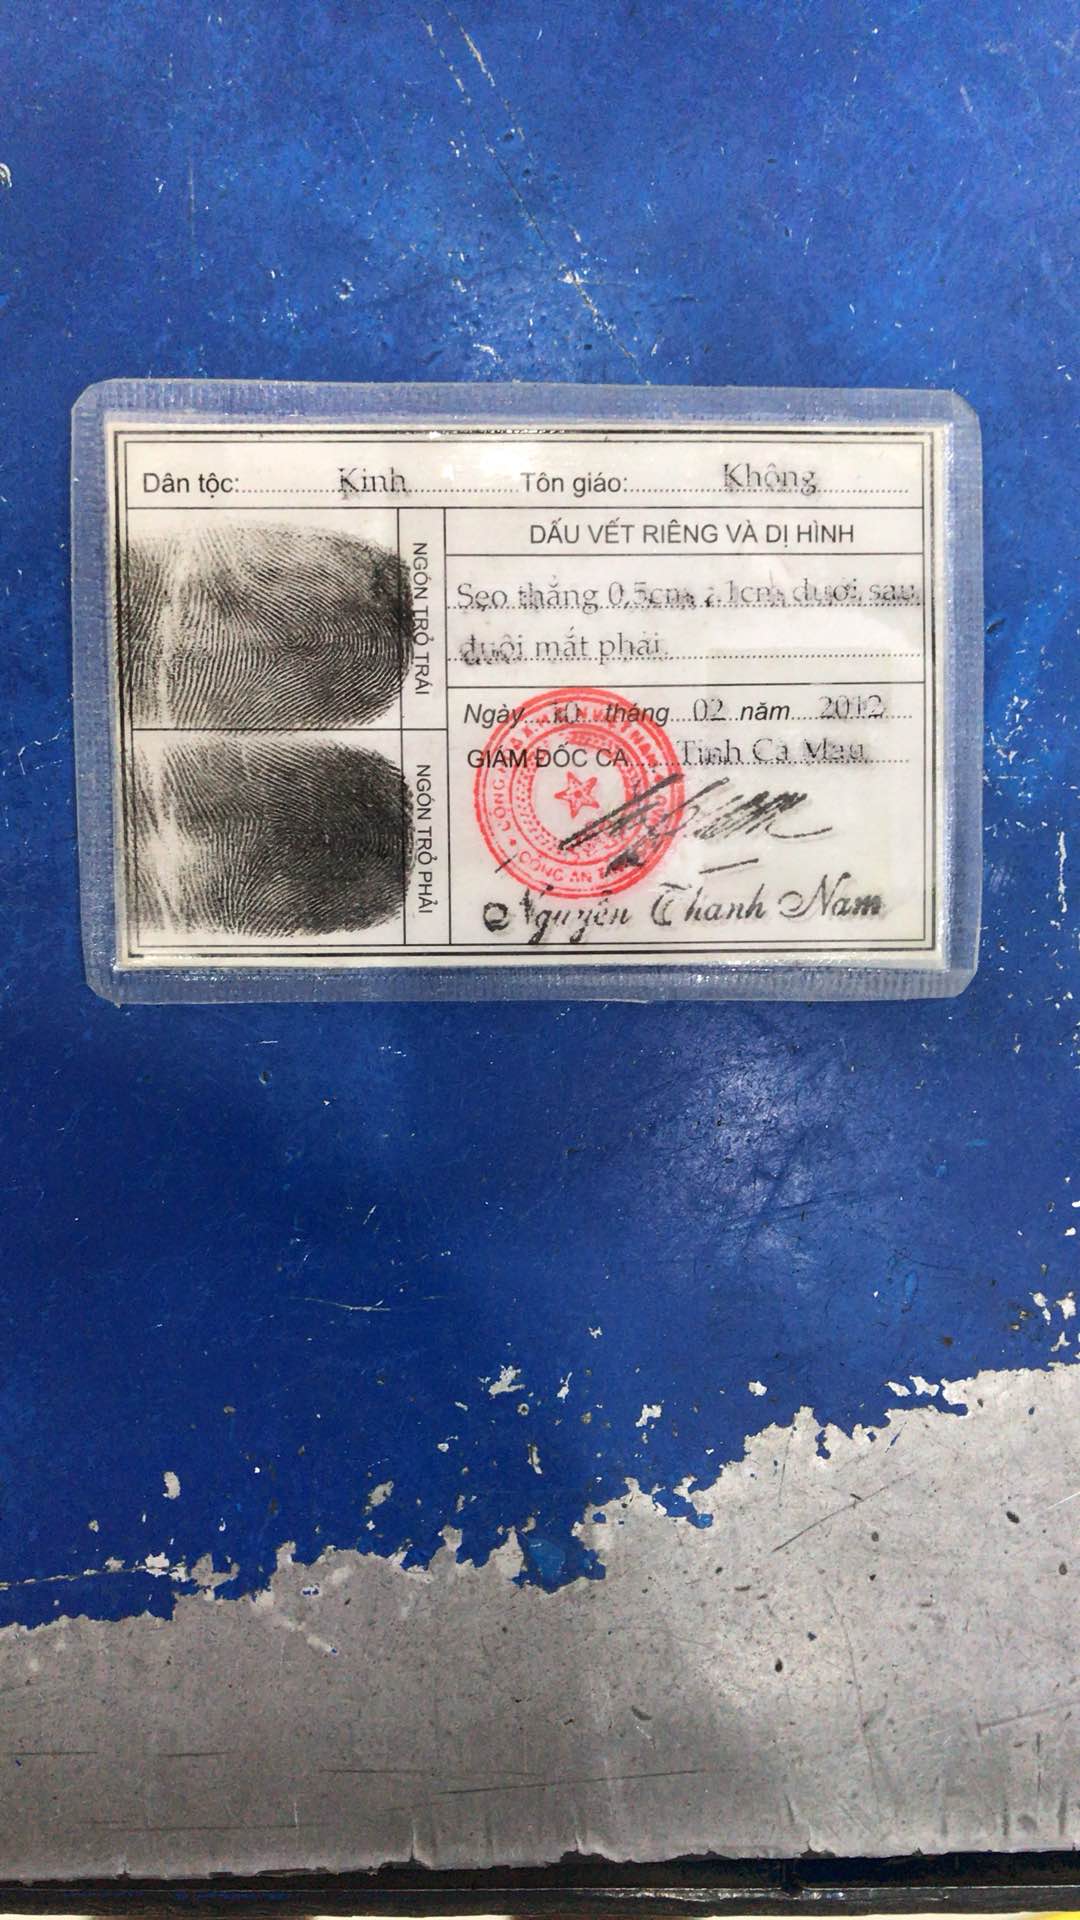 Dân tộc: Kinh Tôn giáo: Không
NGÓN TRỎ TRÁI
NGÓN TRỎ PHẢI
DẤU VẾT RIÊNG VÀ DỊ HÌNH
Sẹo thẳng 0,5cm, 1cm dưới sau
đuôi mắt phải
Ngày 10 tháng 02 năm 2012
GIÁM ĐỐC CA Tỉnh Cà Mau
CÔNG AN
Nguyễn Thanh Nam